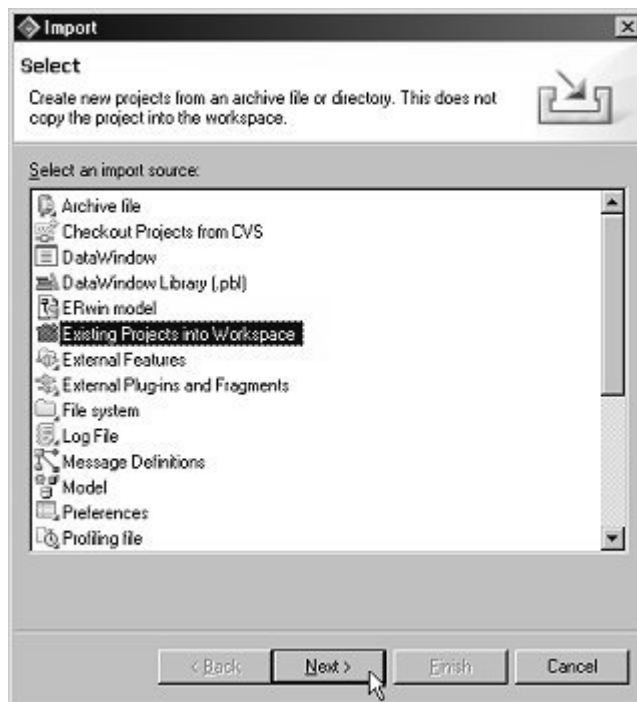 Import
Select
Create new projects from an archive file or directory. This does not
copy the project into the workspace.
Select an import source:
Archive file
Checkout Projects from CVS
DataWindow
DataWindow Library (.pbl)
ERwin model
Existing Projects into Workspace
External Features
External Plug-ins and Fragments
File system
Log File
Message Definitions
Model
Preferences
Profiling file
< Back Next > Finish Cancel